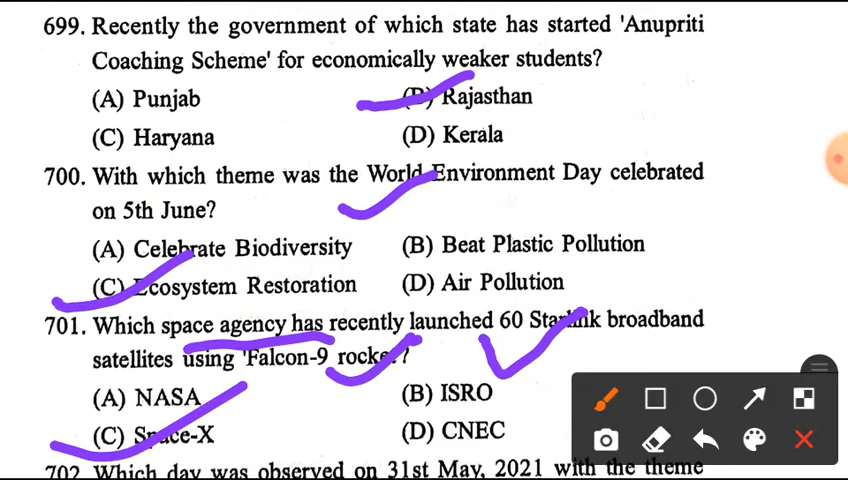 699. Recently the government of which state has started 'Anupriti
Coaching Scheme' for economically weaker students?
(A) Punjab (B) Rajasthan
(C) Haryana (D) Kerala
700. With which theme was the World Environment Day celebrated
on 5th June?
(A) Celebrate Biodiversity (B) Beat Plastic Pollution
(C) Ecosystem Restoration (D) Air Pollution
701. Which space agency has recently launched 60 Starlink broadband
satellites using 'Falcon-9 rocket'?
(A) NASA (B) ISRO
(C) Space-X (D) CNEC
702. Which day was observed on 31st May, 2021 with the theme